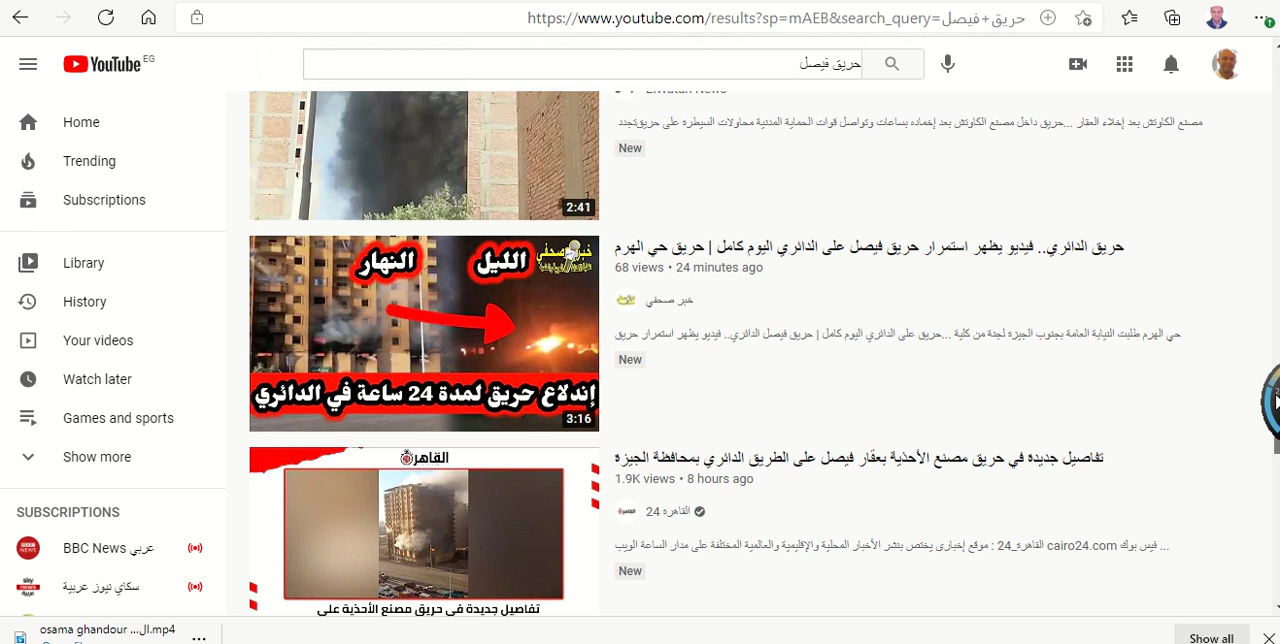 https://www.youtube.com/results?sp=mAEB&search_query=حريق+فيصل
YouTube EG
حريق فيصل
Home
Trending
Subscriptions
Library
History
Your videos
Watch later
Games and sports
Show more
SUBSCRIPTIONS
BBC News عربي
سكاي نيوز عربية
2:41
مصنع الكاوتش بعد إخلاء العقار ...حريق داخل مصنع الكاوتش بعد إخماده بساعات وتواصل قوات الحماية المدنية محاولات السيطرة على حريقتجدد
New
النهار
الليل
خبر صحفي
إندلاع حريق لمدة 24 ساعة في الدائري
3:16
حريق الدائري.. فيديو يظهر استمرار حريق فيصل على الدائري اليوم كامل | حريق حي الهرم
68 views • 24 minutes ago
خبر صحفي
حي الهرم طلبت النيابة العامة بجنوب الجيزة لجنة من كلية ...حريق على الدائري اليوم كامل | حريق فيصل الدائري.. فيديو يظهر استمرار حريق
New
القاهرة
تفاصيل جديدة في حريق مصنع الأحذية على
تفاصيل جديدة في حريق مصنع الأحذية بعقار فيصل على الطريق الدائري بمحافظة الجيزة
1.9K views • 8 hours ago
القاهرة 24
القاهرة_24 : موقع إخبارى يختص بنشر الأخبار المحلية والإقليمية والعالمية المختلفة على مدار الساعة الويب cairo24.com فيس بوك ...
New
osama ghandour ...ال.mp4
Show all